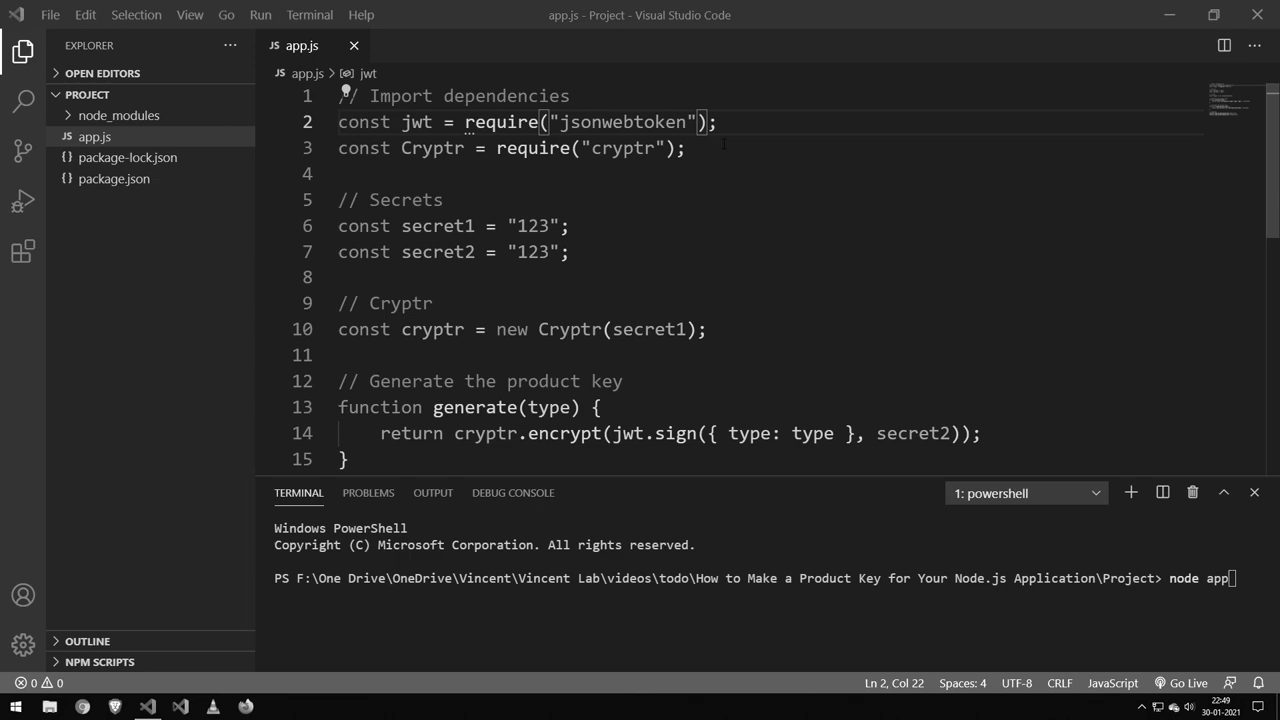 File Edit Selection View Go Run Terminal Help
app.js - Project - Visual Studio Code
EXPLORER
OPEN EDITORS
PROJECT
node_modules
JS app.js
{} package-lock.json
{} package.json
OUTLINE
NPM SCRIPTS
JS app.js
JS app.js > jwt
1 // Import dependencies
2 const jwt = require("jsonwebtoken");
3 const Cryptr = require("cryptr");
4
5 // Secrets
6 const secret1 = "123";
7 const secret2 = "123";
8
9 // Cryptr
10 const cryptr = new Cryptr(secret1);
11
12 // Generate the product key
13 function generate(type) {
14 return cryptr.encrypt(jwt.sign({ type: type }, secret2));
15 }
TERMINAL PROBLEMS OUTPUT DEBUG CONSOLE
1: powershell
Windows PowerShell
Copyright (C) Microsoft Corporation. All rights reserved.
PS F:\One Drive\OneDrive\Vincent\Vincent Lab\videos\todo\How to Make a Product Key for Your Node.js Application\Project> node app
0 0
Ln 2, Col 22 Spaces: 4 UTF-8 CRLF JavaScript Go Live
22:49
30-01-2021